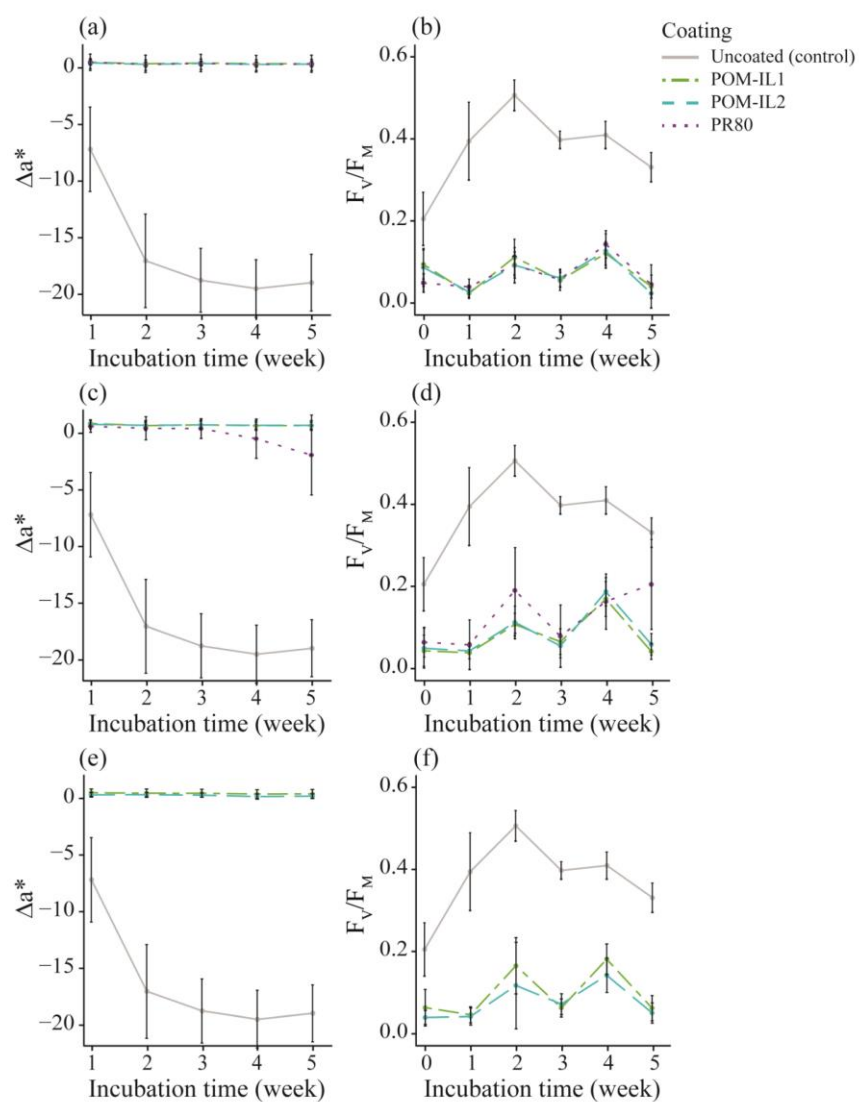 (a)
0
−5
−10
−15
−20
Δa*
1 2 3 4 5
Incubation time (week)
(b)
0.6
0.4
0.2
0.0
FV/FM
0 1 2 3 4 5
Incubation time (week)
Coating
Uncoated (control)
POM-IL1
POM-IL2
PR80
(c)
0
−5
−10
−15
−20
Δa*
1 2 3 4 5
Incubation time (week)
(d)
0.6
0.4
0.2
0.0
FV/FM
0 1 2 3 4 5
Incubation time (week)
(e)
0
−5
−10
−15
−20
Δa*
1 2 3 4 5
Incubation time (week)
(f)
0.6
0.4
0.2
0.0
FV/FM
0 1 2 3 4 5
Incubation time (week)